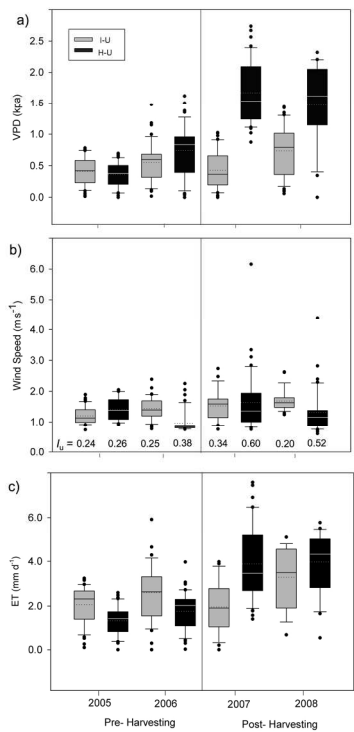 a)
I-U
H-U
VPD (kca)
2.5
2.0
1.5
1.0
0.5
0.0
b)
Wind Speed (m s⁻¹)
6.0
5.0
4.0
3.0
2.0
1.0
0.0
Iᵤ = 0.24 0.26 0.25 0.38 0.34 0.60 0.20 0.52
c)
ET (mm d⁻¹)
6.0
4.0
2.0
0.0
2005 2006 2007 2008
Pre- Harvesting Post- Harvesting